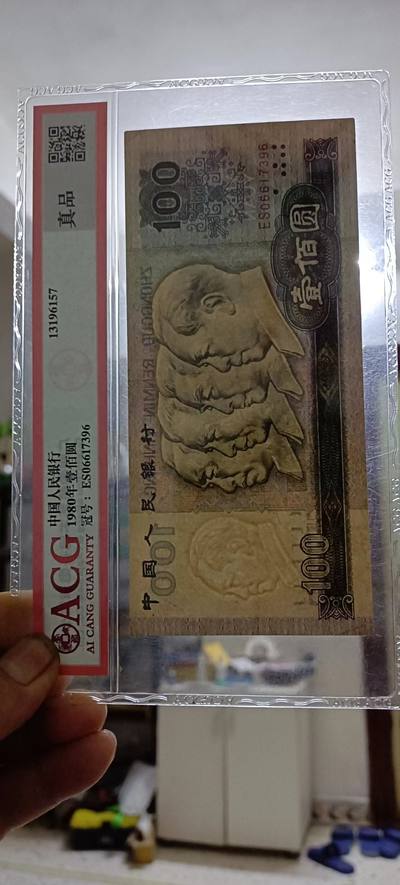 ACG
AI CANG GUARANTY
中国人民银行
1980年壹佰圆
冠号：ES06617396
13196157
真品
中国人民银行
100
ES06617396
壹佰圆
100